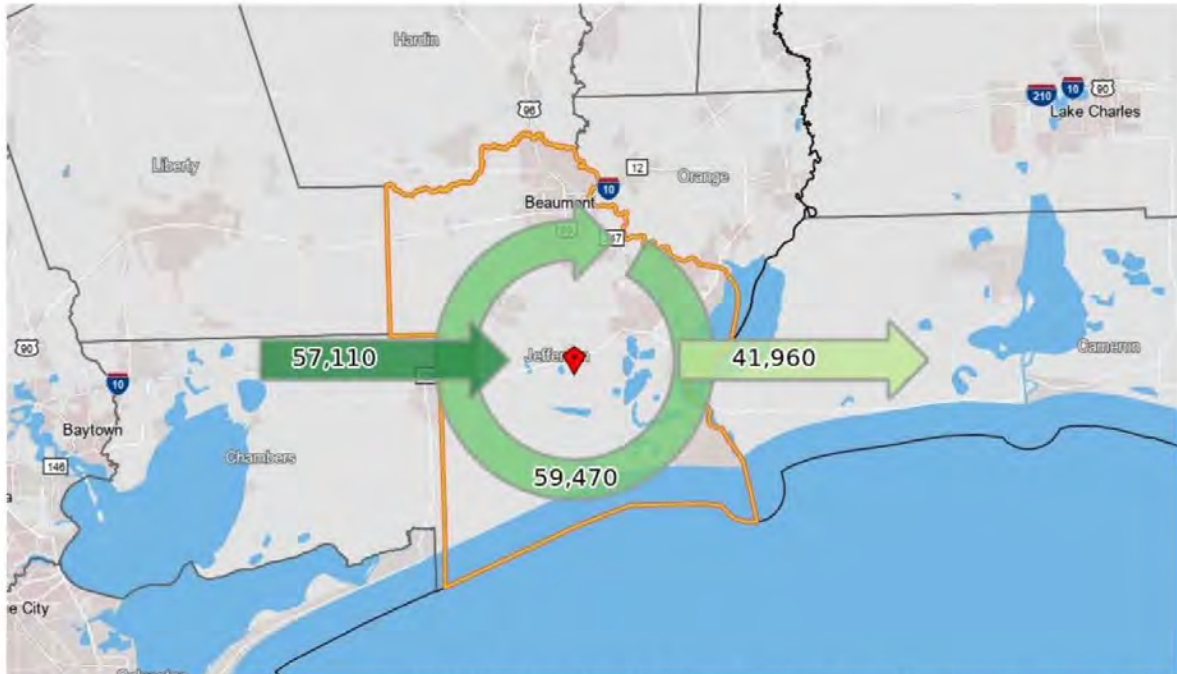 Hardin
96
210
10
90
Lake Charles
Liberty
12
Orange
10
Beaumont
90
57,110
Jefferson
41,960
Cameron
10
Baytown
146
Chambers
59,470
e City